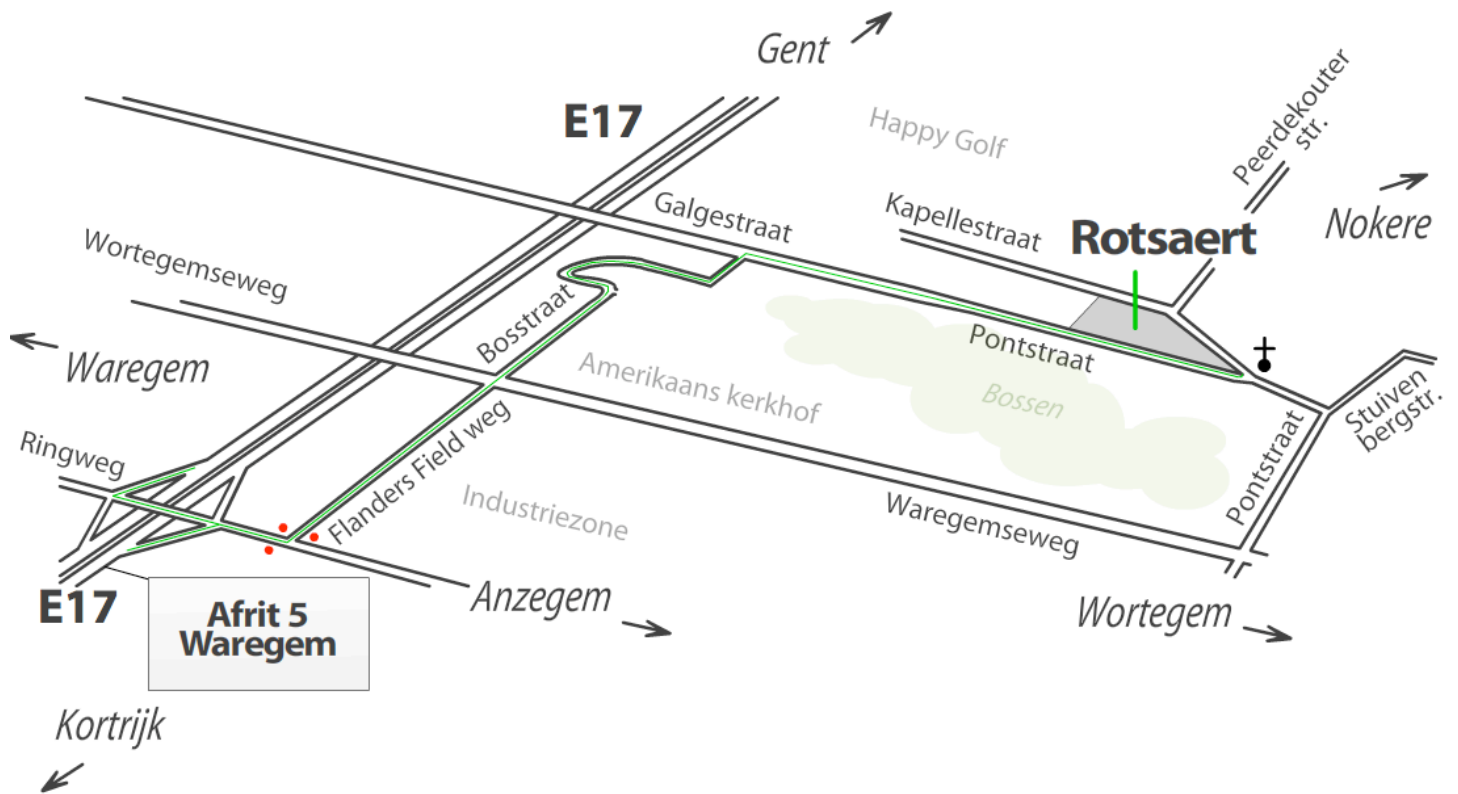 Gent
E17
Happy Golf
Peerdekouter
str.
Nokere
Galgestraat
Kapellestraat
Rotsaert
Wortegemseweg
Bosstraat
Waregem
Pontstraat
Amerikaans kerkhof
Bossen
Stuiven
bergstr.
Ringweg
Flanders Field weg
Pontstraat
Industriezone
Waregemseweg
E17
Anzegem
Wortegem
Afrit 5
Waregem
Kortrijk